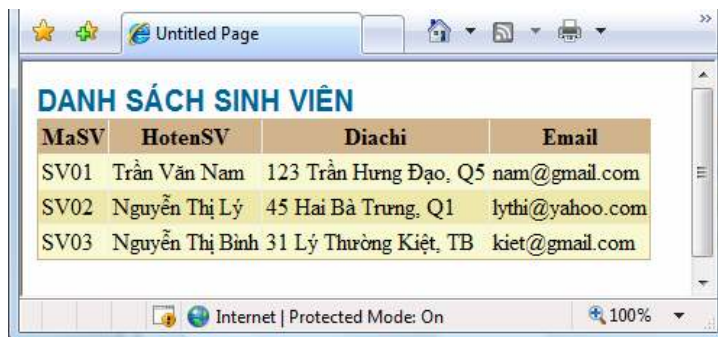 Untitled Page
»
DANH SÁCH SINH VIÊN
MaSV HotenSV Diachi Email
SV01 Trần Văn Nam 123 Trần Hưng Đạo, Q5 nam@gmail.com
SV02 Nguyễn Thị Lý 45 Hai Bà Trưng, Q1 lythi@yahoo.com
SV03 Nguyễn Thị Bình 31 Lý Thường Kiệt, TB kiet@gmail.com
Internet | Protected Mode: On 100%